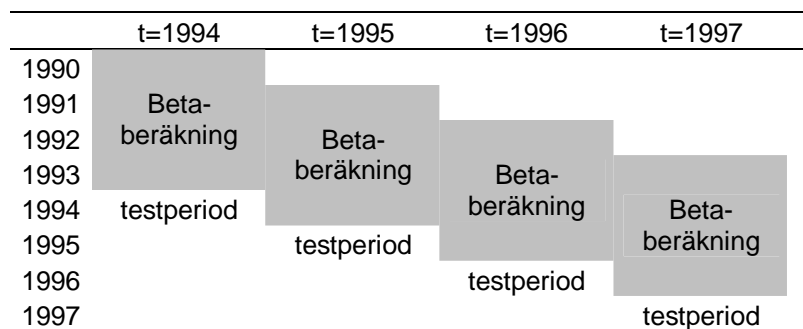 t=1994 t=1995 t=1996 t=1997
1990
1991 Beta-
1992 beräkning Beta-
1993 beräkning Beta-
1994 testperiod beräkning Beta-
1995 testperiod beräkning
1996 testperiod
1997 testperiod